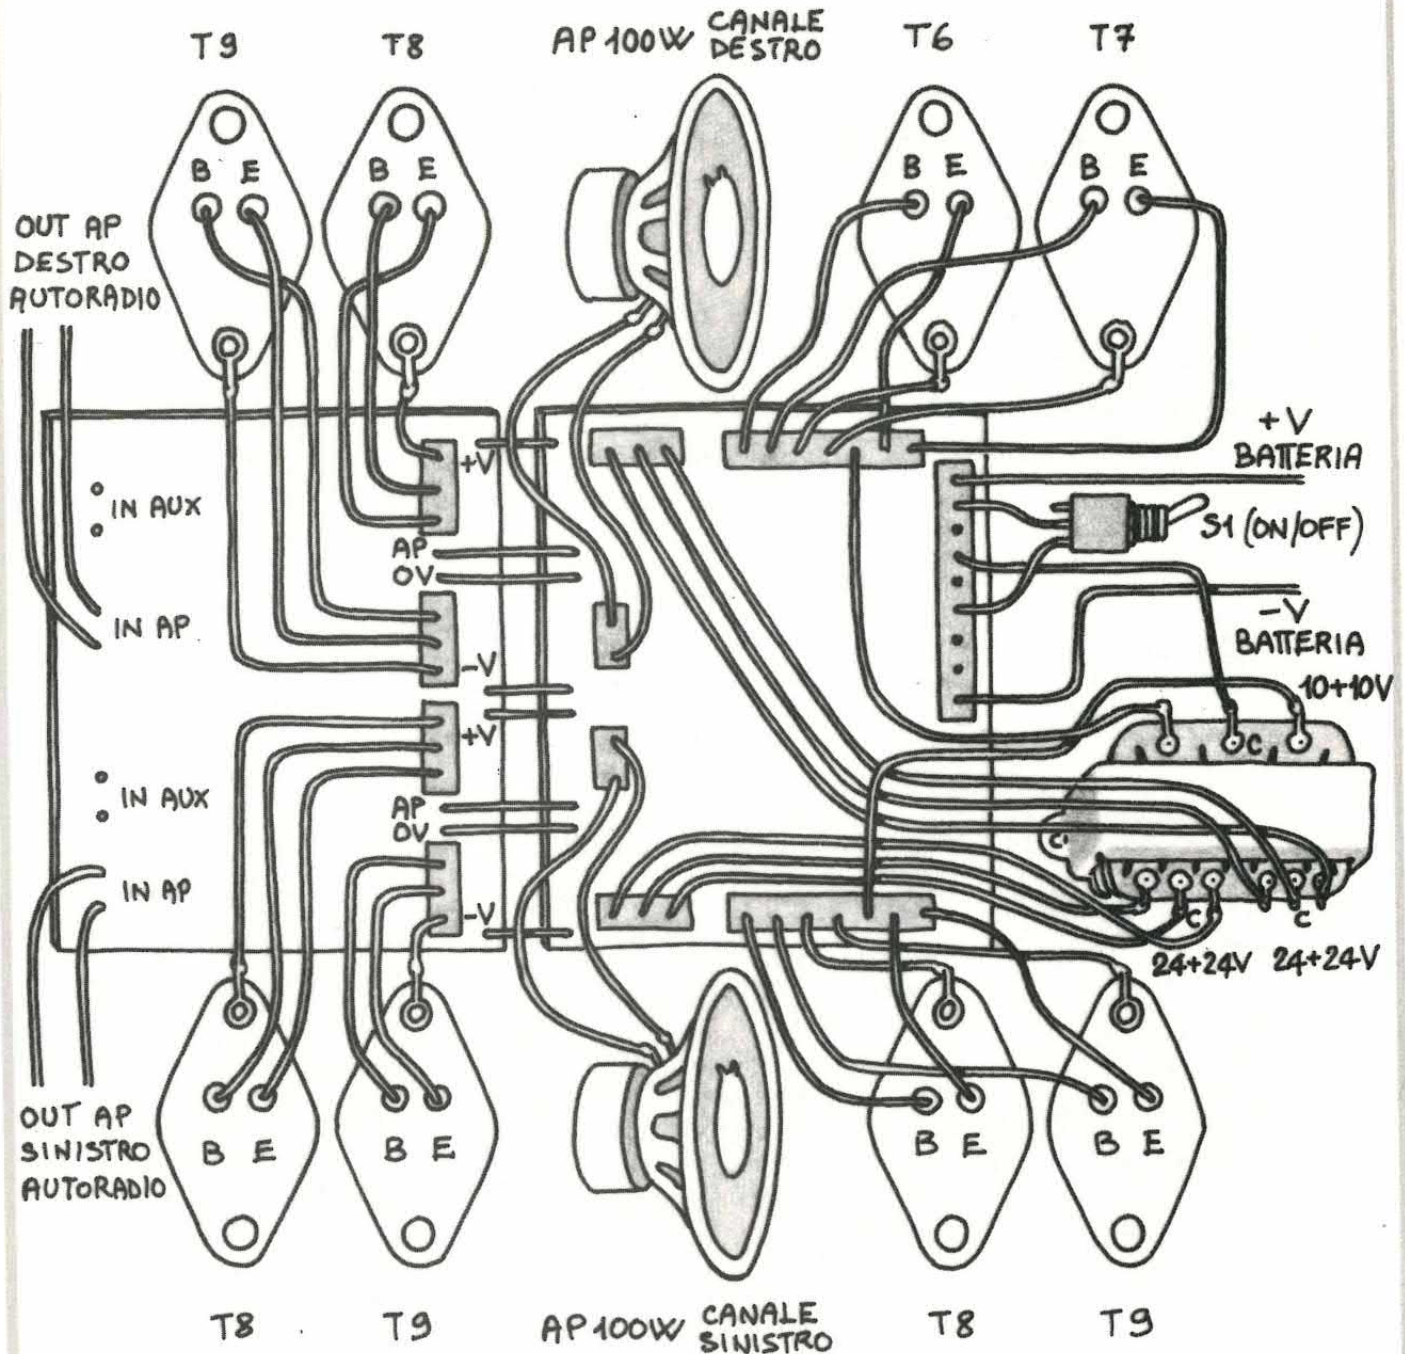 T9
T8
AP 100W CANALE DESTRO
T6
T7
B E
B E
B E
B E
OUT AP
DESTRO
AUTORADIO
+V
BATTERIA
+V
IN AUX
S1 (ON/OFF)
AP
0V
IN AP
-V
BATTERIA
-V
10+10V
+V
C
IN AUX
AP
0V
C
IN AP
-V
C
C
24+24V 24+24V
OUT AP
SINISTRO
AUTORADIO
B E
B E
B E
B E
T8
T9
AP 100W CANALE SINISTRO
T8
T9